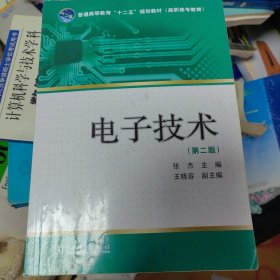 普通高等教育“十二五”规划教材（高职高专教育）
电子技术
（第二版）
张杰 主编
王晓容 副主编
计算机科学与技术学科